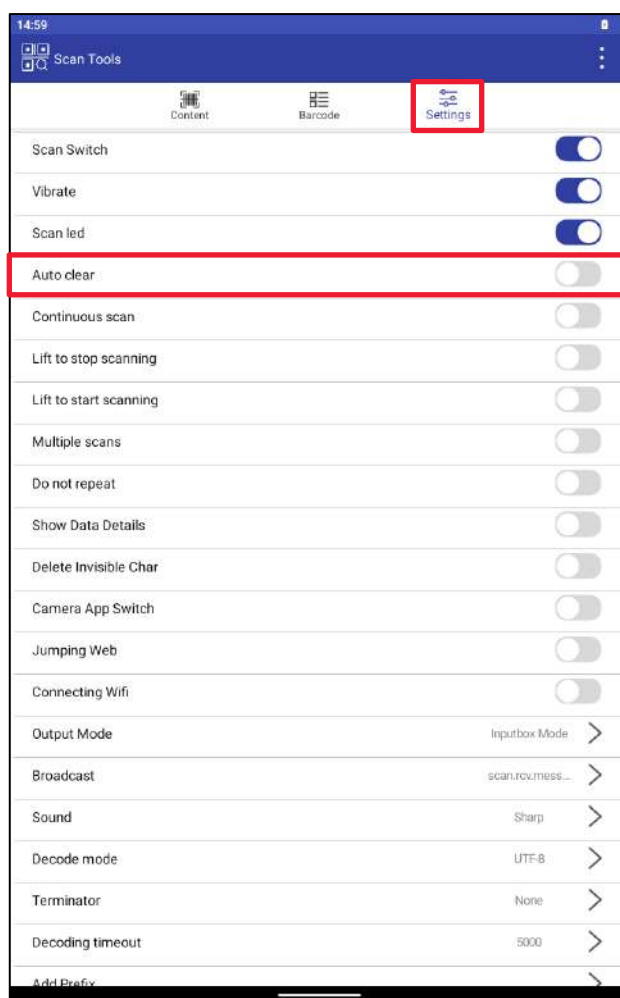 14:59
Scan Tools
Content Barcode Settings
Scan Switch
Vibrate
Scan led
Auto clear
Continuous scan
Lift to stop scanning
Lift to start scanning
Multiple scans
Do not repeat
Show Data Details
Delete Invisible Char
Camera App Switch
Jumping Web
Connecting Wifi
Output Mode Inputbox Mode
Broadcast scan.rcv.mess...
Sound Sharp
Decode mode UTF-8
Terminator None
Decoding timeout 5000
Add Prefix